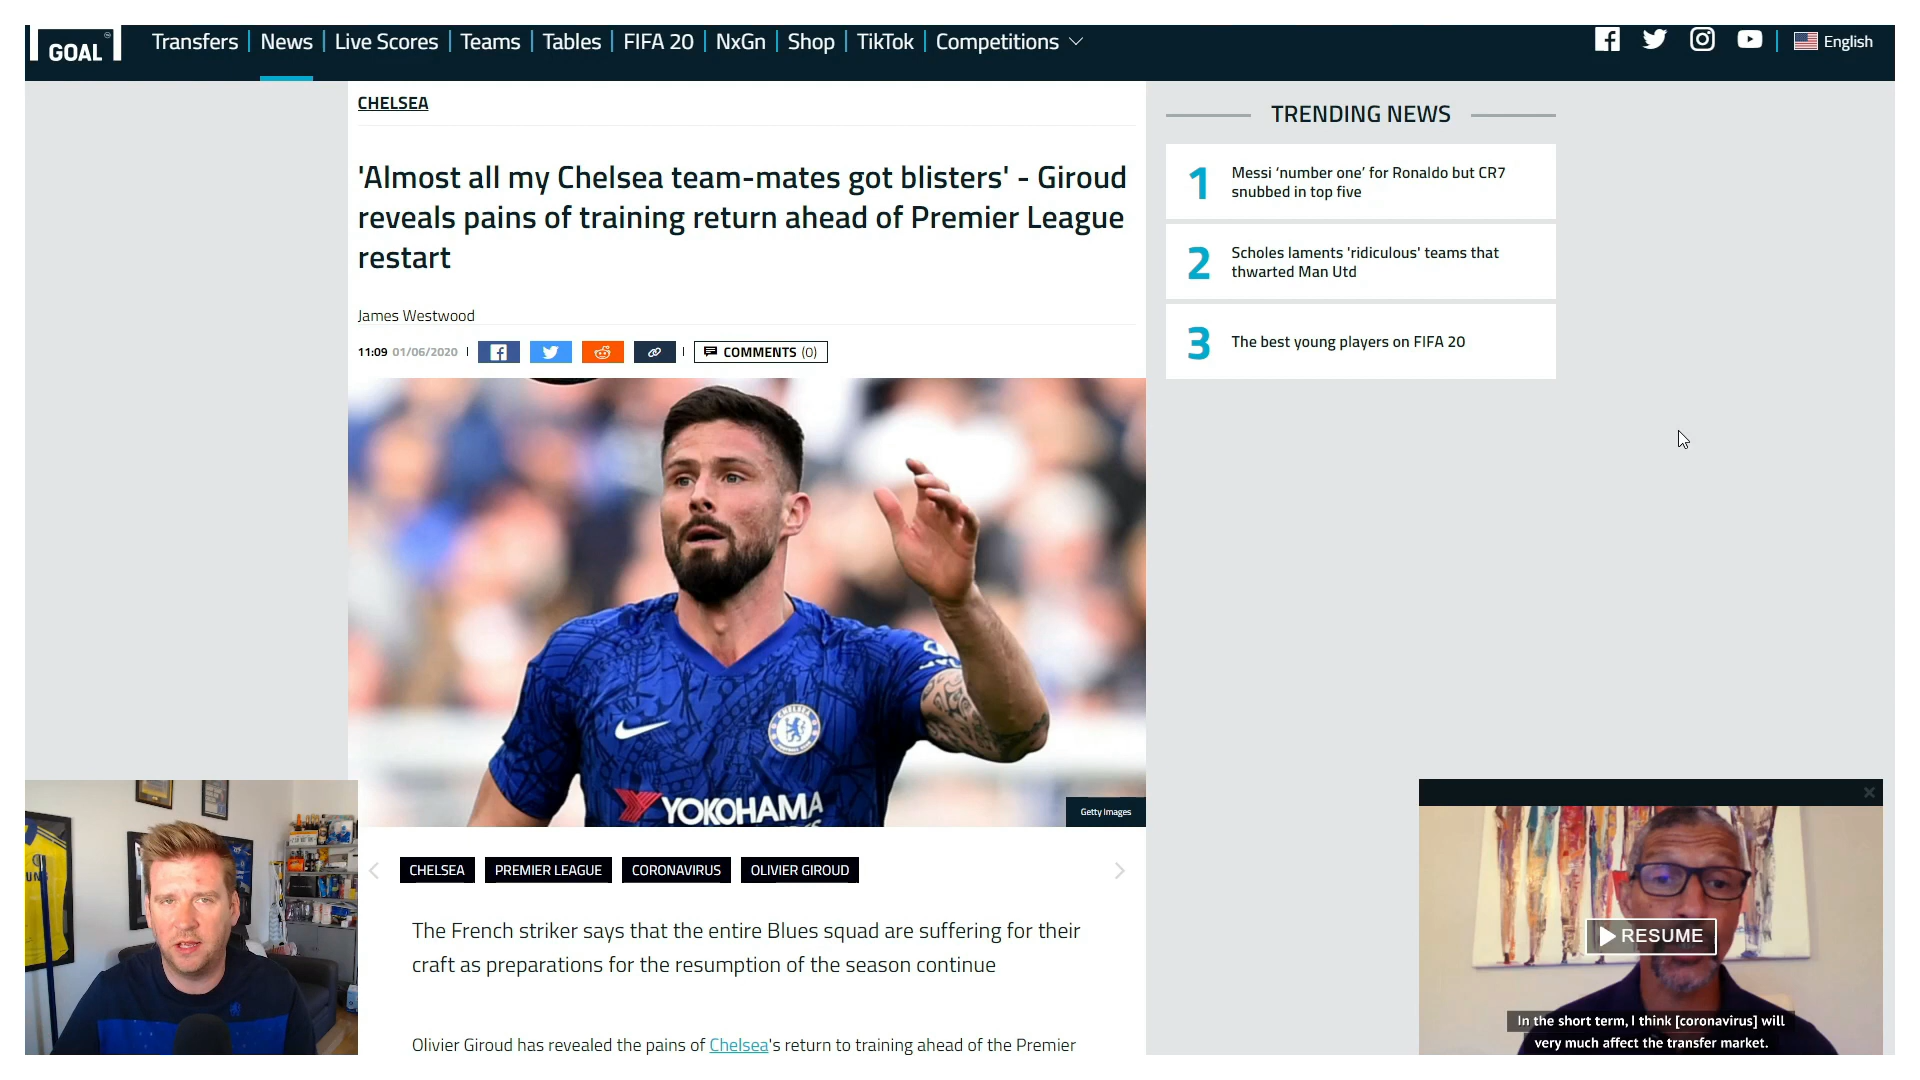 GOAL
Transfers | News | Live Scores | Teams | Tables | FIFA 20 | NxGn | Shop | TikTok | Competitions
English
CHELSEA
'Almost all my Chelsea team-mates got blisters' - Giroud
reveals pains of training return ahead of Premier League
restart
James Westwood
11:09 01/06/2020 | | COMMENTS (0)
TRENDING NEWS
1 Messi ‘number one’ for Ronaldo but CR7
snubbed in top five
2 Scholes laments 'ridiculous' teams that
thwarted Man Utd
3 The best young players on FIFA 20
CHELSEA
YOKOHAMA
Getty Images
CHELSEA PREMIER LEAGUE CORONAVIRUS OLIVIER GIROUD
The French striker says that the entire Blues squad are suffering for their
craft as preparations for the resumption of the season continue
Olivier Giroud has revealed the pains of Chelsea's return to training ahead of the Premier
RESUME
In the short term, I think [coronavirus] will
very much affect the transfer market.